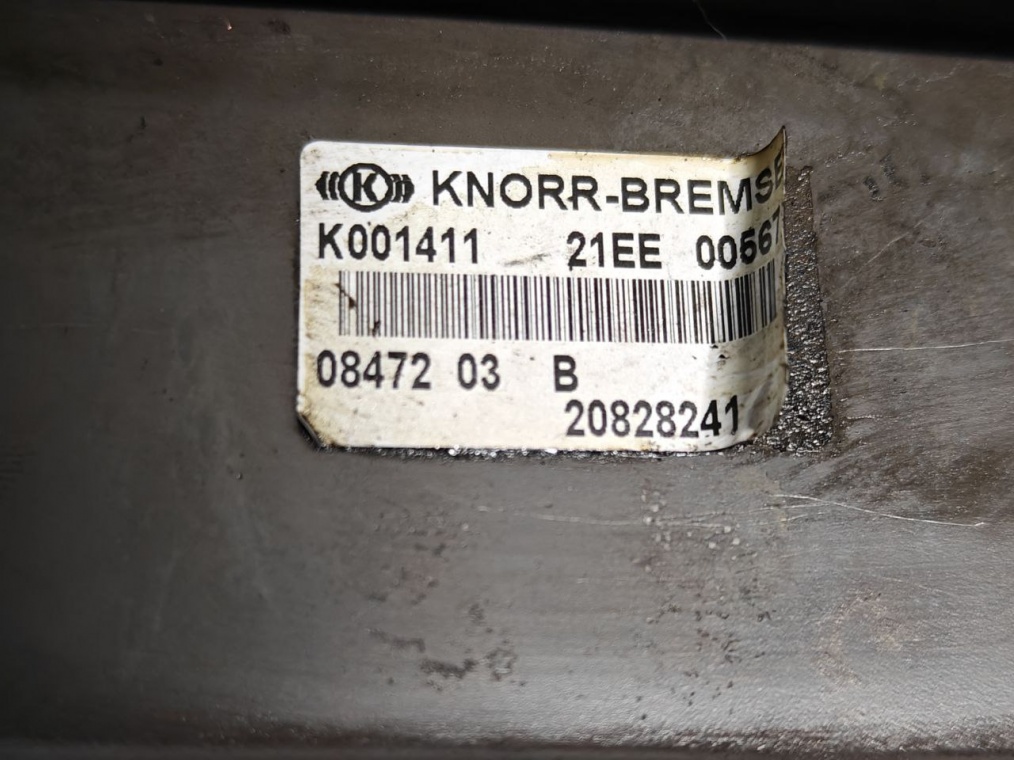 K KNORR-BREMSE
K001411 21EE 00567
08472 03 B
20828241